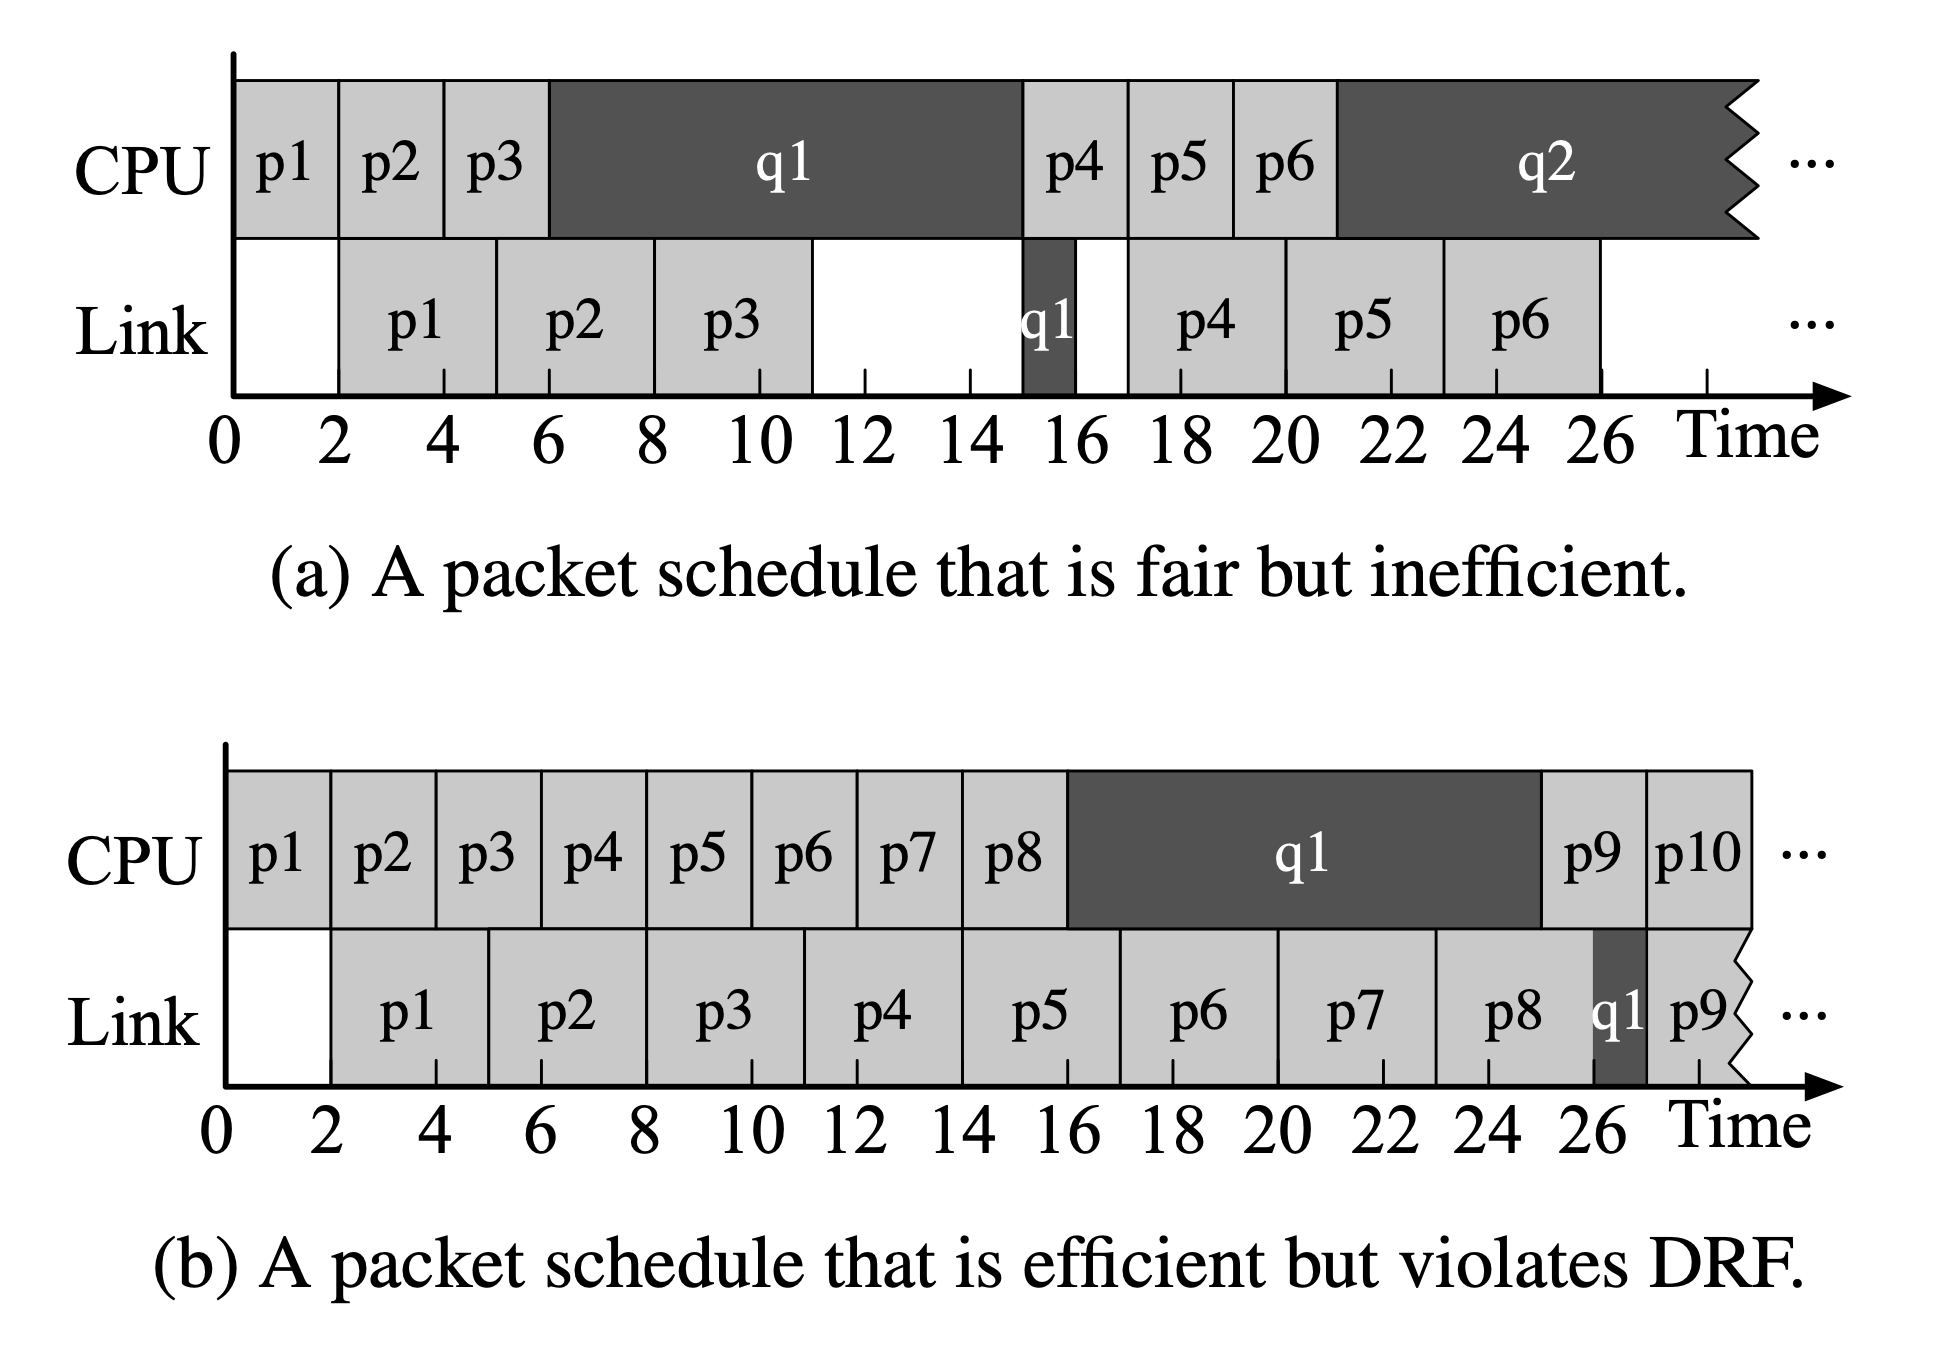 CPU p1 p2 p3 q1 p4 p5 p6 q2 ...
Link p1 p2 p3 q1 p4 p5 p6 ...
0 2 4 6 8 10 12 14 16 18 20 22 24 26 Time
(a) A packet schedule that is fair but inefficient.
CPU p1 p2 p3 p4 p5 p6 p7 p8 q1 p9 p10 ...
Link p1 p2 p3 p4 p5 p6 p7 p8 q1 p9 ...
0 2 4 6 8 10 12 14 16 18 20 22 24 26 Time
(b) A packet schedule that is efficient but violates DRF.